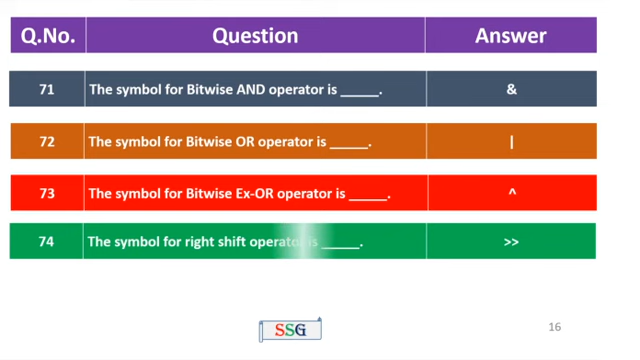 Q.No. Question Answer
71 The symbol for Bitwise AND operator is _____. &
72 The symbol for Bitwise OR operator is _____. |
73 The symbol for Bitwise Ex-OR operator is _____. ^
74 The symbol for right shift operator is _____. >>
SSG
16